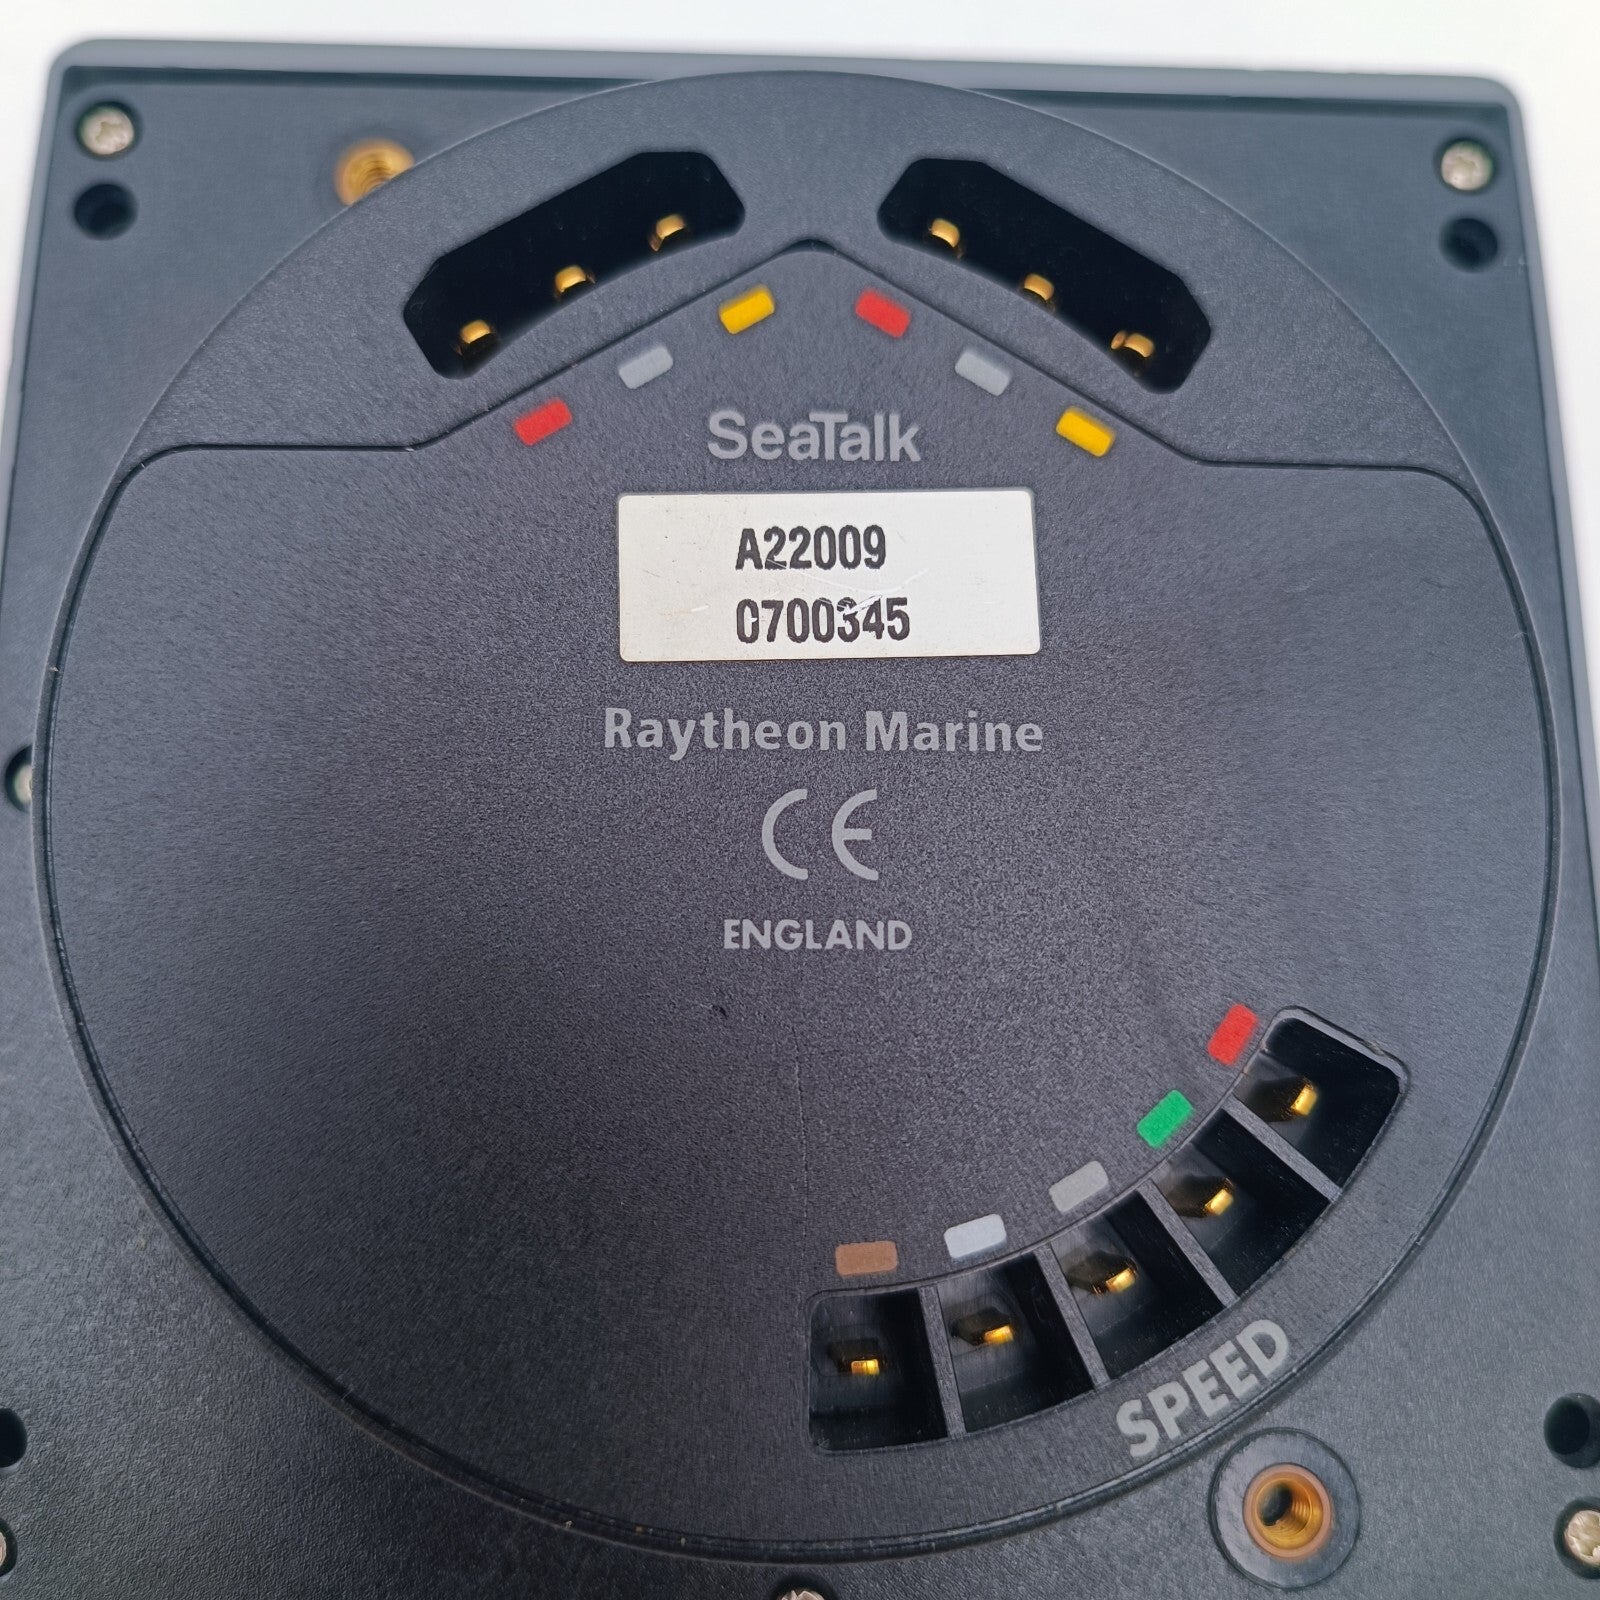 SeaTalk
A22009
0700345
Raytheon Marine
CE
ENGLAND
SPEED